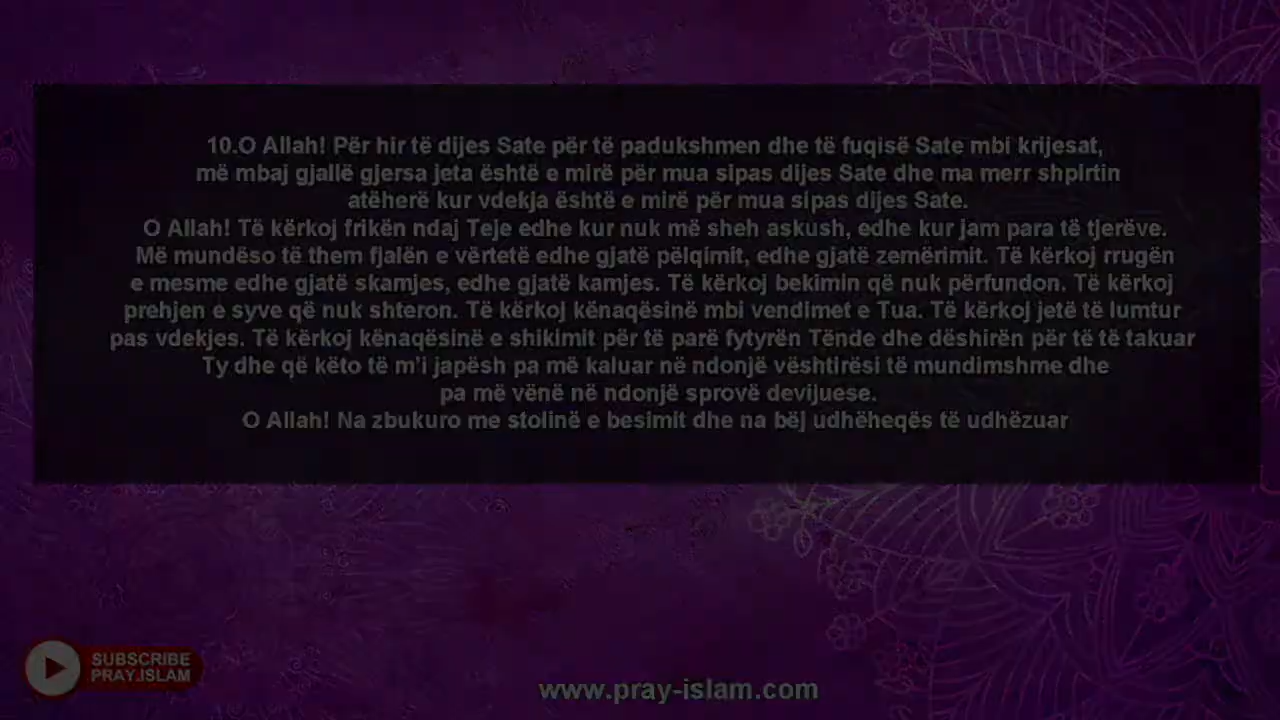 10.O Allah! Për hir të dijes Sate për të padukshmen dhe të fuqisë Sate mbi krijesat,
më mbaj gjallë gjersa jeta është e mirë për mua sipas dijes Sate dhe ma merr shpirtin
atëherë kur vdekja është e mirë për mua sipas dijes Sate.
O Allah! Të kërkoj frikën ndaj Teje edhe kur nuk më sheh askush, edhe kur jam para të tjerëve.
Më mundëso të them fjalën e vërtetë edhe gjatë pëlqimit, edhe gjatë zemërimit. Të kërkoj rrugën
e mesme edhe gjatë skamjes, edhe gjatë kamjes. Të kërkoj bekimin që nuk përfundon. Të kërkoj
prehjen e syve që nuk shteron. Të kërkoj kënaqësinë mbi vendimet e Tua. Të kërkoj jetë të lumtur
pas vdekjes. Të kërkoj kënaqësinë e shikimit për të parë fytyrën Tënde dhe dëshirën për të të takuar
Ty dhe që këto të m'i japësh pa më kaluar në ndonjë vështirësi të mundimshme dhe
pa më vënë në ndonjë sprovë devijuese.
O Allah! Na zbukuro me stolinë e besimit dhe na bëj udhëheqës të udhëzuar
SUBSCRIBE
PRAY.ISLAM
www.pray-islam.com